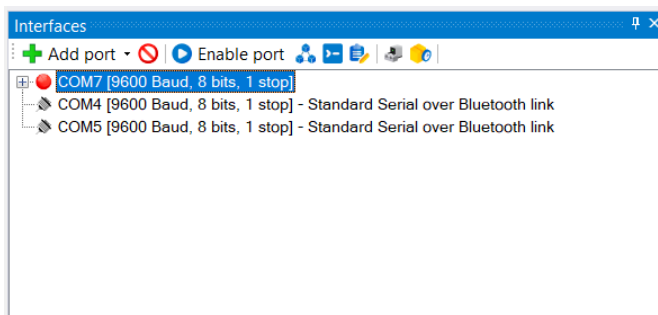 Interfaces
Add port Enable port
COM7 [9600 Baud, 8 bits, 1 stop]
COM4 [9600 Baud, 8 bits, 1 stop] - Standard Serial over Bluetooth link
COM5 [9600 Baud, 8 bits, 1 stop] - Standard Serial over Bluetooth link